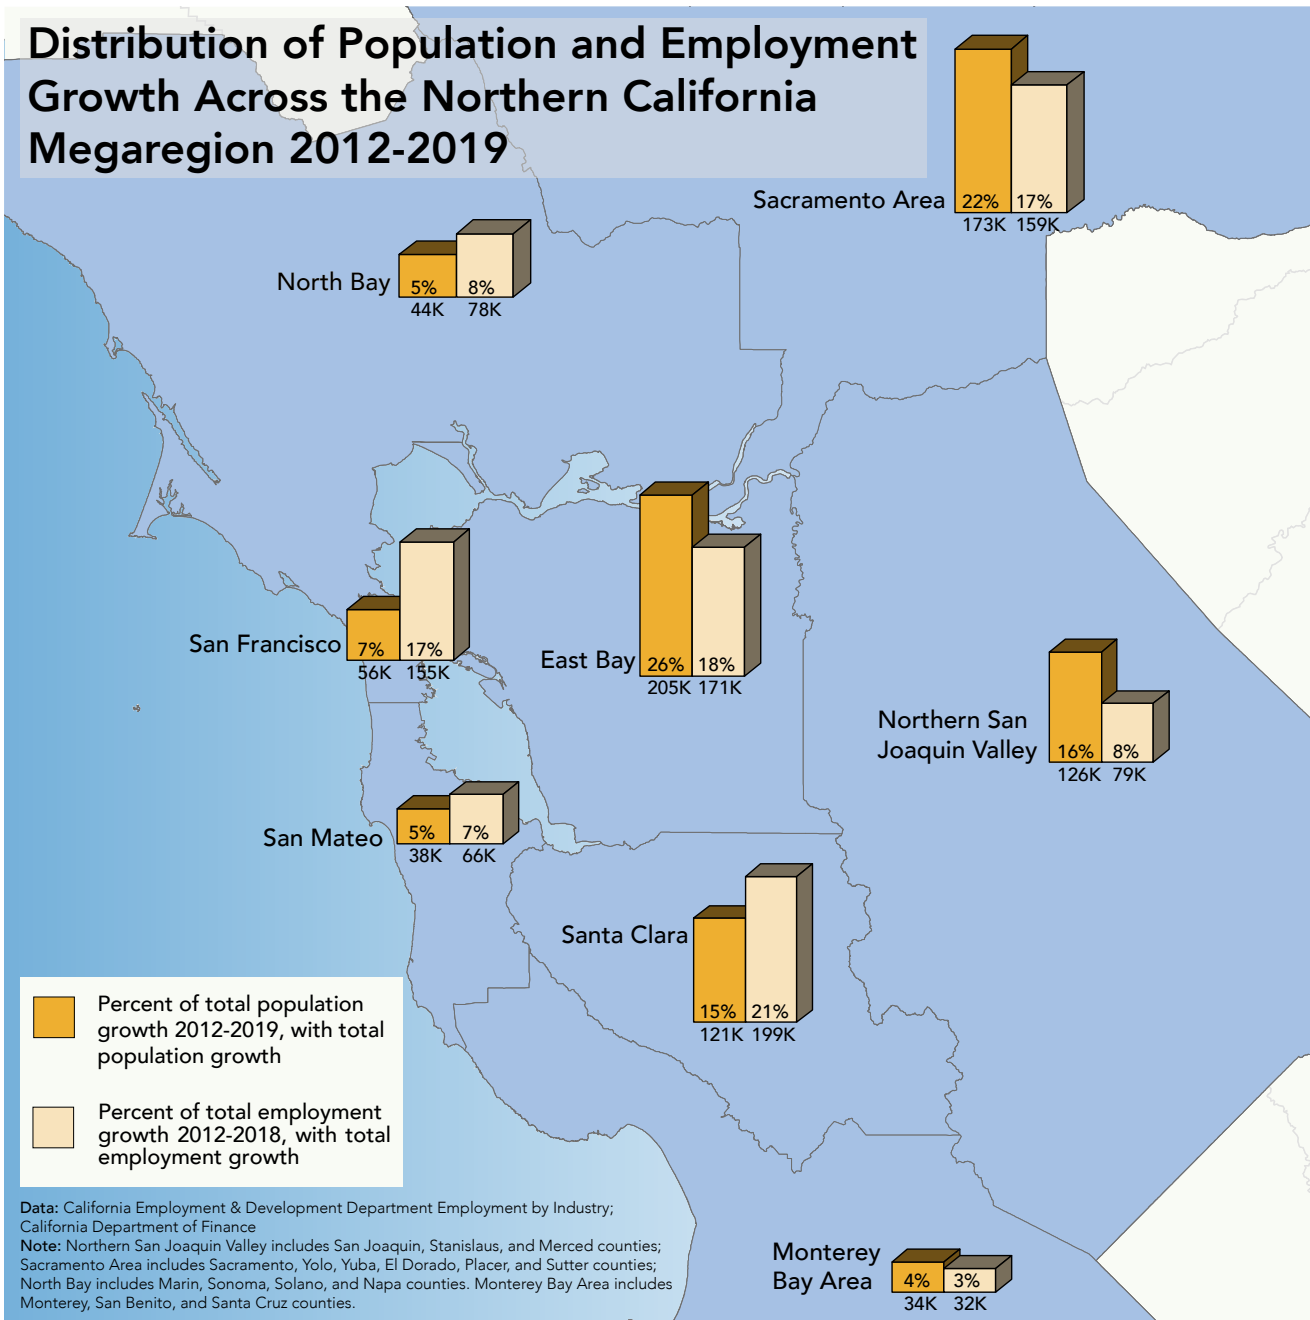 Distribution of Population and Employment
Growth Across the Northern California
Megaregion 2012-2019
Sacramento Area
22% 17%
173K 159K
North Bay
5% 8%
44K 78K
San Francisco
7% 17%
56K 155K
East Bay
26% 18%
205K 171K
Northern San
Joaquin Valley
16% 8%
126K 79K
San Mateo
5% 7%
38K 66K
Santa Clara
15% 21%
121K 199K
Percent of total population
growth 2012-2019, with total
population growth
Percent of total employment
growth 2012-2018, with total
employment growth
Data: California Employment & Development Department Employment by Industry;
California Department of Finance
Note: Northern San Joaquin Valley includes San Joaquin, Stanislaus, and Merced counties;
Sacramento Area includes Sacramento, Yolo, Yuba, El Dorado, Placer, and Sutter counties;
North Bay includes Marin, Sonoma, Solano, and Napa counties. Monterey Bay Area includes
Monterey, San Benito, and Santa Cruz counties.
Monterey
Bay Area
4% 3%
34K 32K